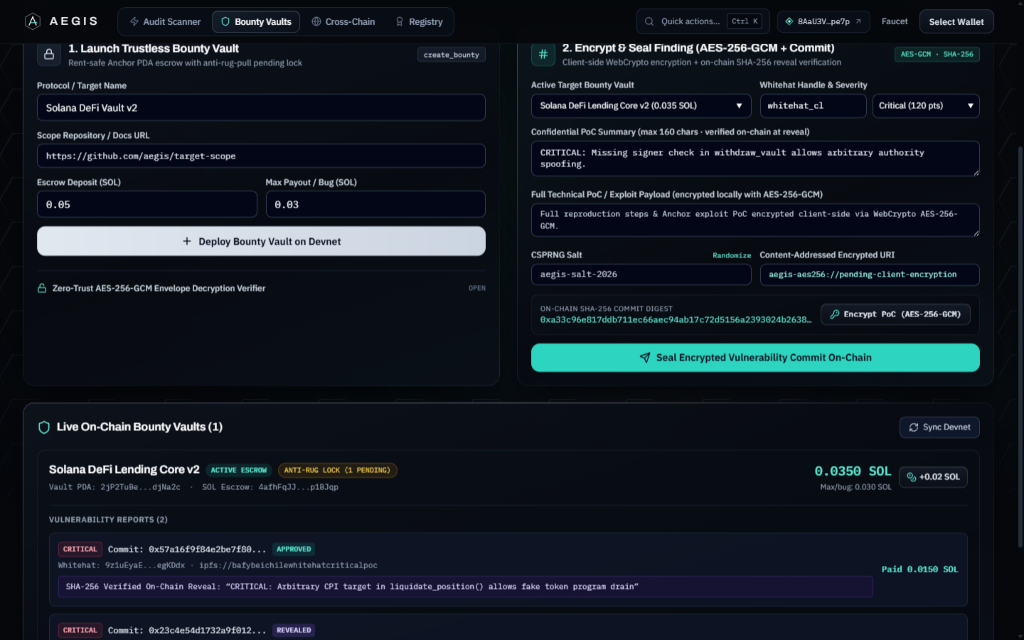 AEGIS
Audit Scanner
Bounty Vaults
Cross-Chain
Registry
Quick actions...
Ctrl K
8AaU3V…pe7p
Faucet
Select Wallet
1. Launch Trustless Bounty Vault
Rent-safe Anchor PDA escrow with anti-rug-pull pending lock
create_bounty
Protocol / Target Name
Solana DeFi Vault v2
Scope Repository / Docs URL
https://github.com/aegis/target-scope
Escrow Deposit (SOL)
Max Payout / Bug (SOL)
0.05
0.03
+ Deploy Bounty Vault on Devnet
Zero-Trust AES-256-GCM Envelope Decryption Verifier
OPEN
#
2. Encrypt & Seal Finding (AES-256-GCM + Commit)
Client-side WebCrypto encryption + on-chain SHA-256 reveal verification
AES-GCM · SHA-256
Active Target Bounty Vault
Whitehat Handle & Severity
Solana DeFi Lending Core v2 (0.035 SOL)
whitehat_cl
Critical (120 pts)
Confidential PoC Summary (max 160 chars · verified on-chain at reveal)
CRITICAL: Missing signer check in withdraw_vault allows arbitrary authority
spoofing.
Full Technical PoC / Exploit Payload (encrypted locally with AES-256-GCM)
Full reproduction steps & Anchor exploit PoC encrypted client-side via WebCrypto AES-256-
GCM.
CSPRNG Salt
Randomize
Content-Addressed Encrypted URI
aegis-salt-2026
aegis-aes256://pending-client-encryption
ON-CHAIN SHA-256 COMMIT DIGEST
0xa33c96e817ddb711ec66aec94ab17c72d5156a2393024b2638…
Encrypt PoC (AES-GCM)
Seal Encrypted Vulnerability Commit On-Chain
Live On-Chain Bounty Vaults (1)
Sync Devnet
Solana DeFi Lending Core v2
ACTIVE ESCROW
ANTI-RUG LOCK (1 PENDING)
Vault PDA: 2jP2TuBe...djNa2c · SOL Escrow: 4afhFqJJ...p18Jqp
0.0350 SOL
Max/bug: 0.030 SOL
+0.02 SOL
VULNERABILITY REPORTS (2)
CRITICAL
Commit: 0x57a16f9f84e2be7f80...
APPROVED
Whitehat: 9z1uEyaE...egKDdx · ipfs://bafybeichilewhitehatcriticalpoc
SHA-256 Verified On-Chain Reveal: “CRITICAL: Arbitrary CPI target in liquidate_position() allows fake token program drain”
Paid 0.0150 SOL
CRITICAL
Commit: 0x23c4e54d1732a9f012...
REVEALED